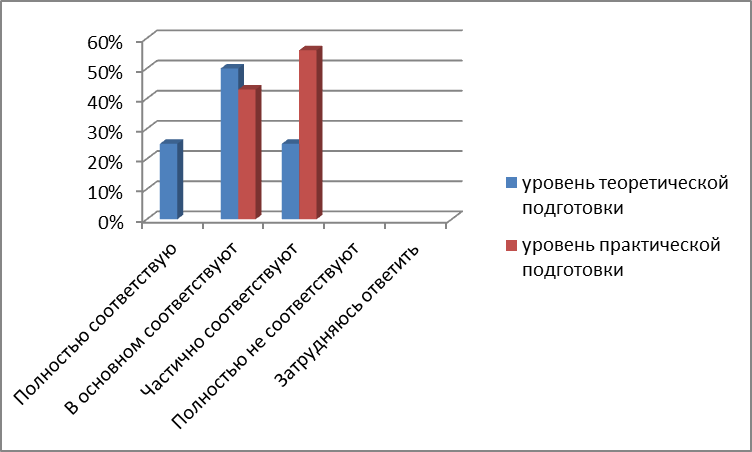 60%
50%
40%
30%
20%
10%
0%
Полностью соответствую
В основном соответствуют
Частично соответствуют
Полностью не соответствуют
Затрудняюсь ответить
уровень теоретической
подготовки
уровень практической
подготовки